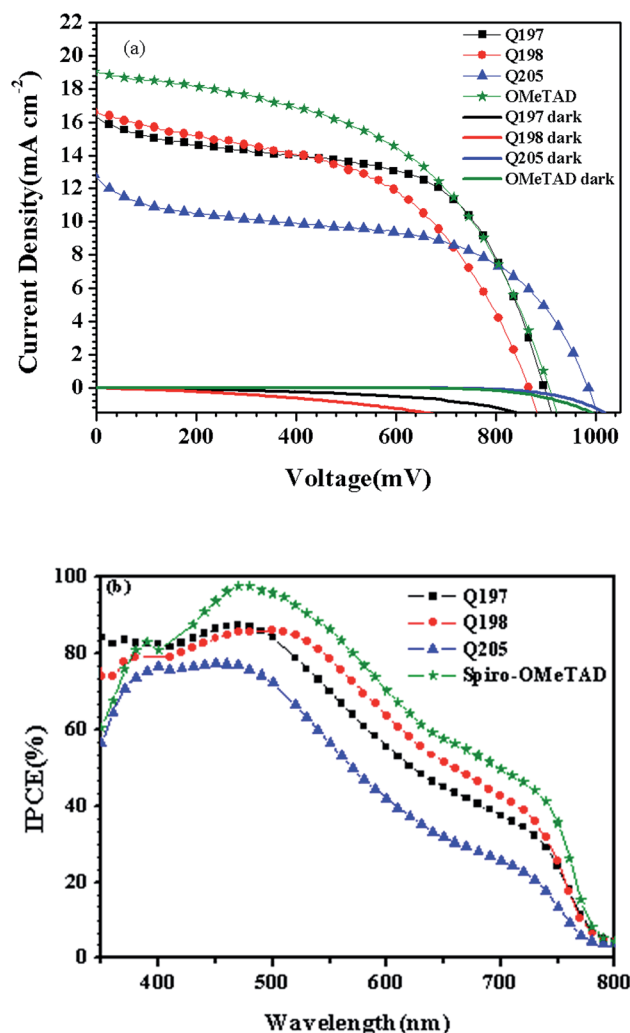 (a)
22
20
18
16
14
12
10
8
6
4
2
0
Current Density(mA cm-2)
Q197
Q198
Q205
OMeTAD
Q197 dark
Q198 dark
Q205 dark
OMeTAD dark
0 200 400 600 800 1000
Voltage(mV)
(b)
100
80
60
40
20
0
IPCE(%)
Q197
Q198
Q205
Spiro-OMeTAD
400 500 600 700 800
Wavelength(nm)